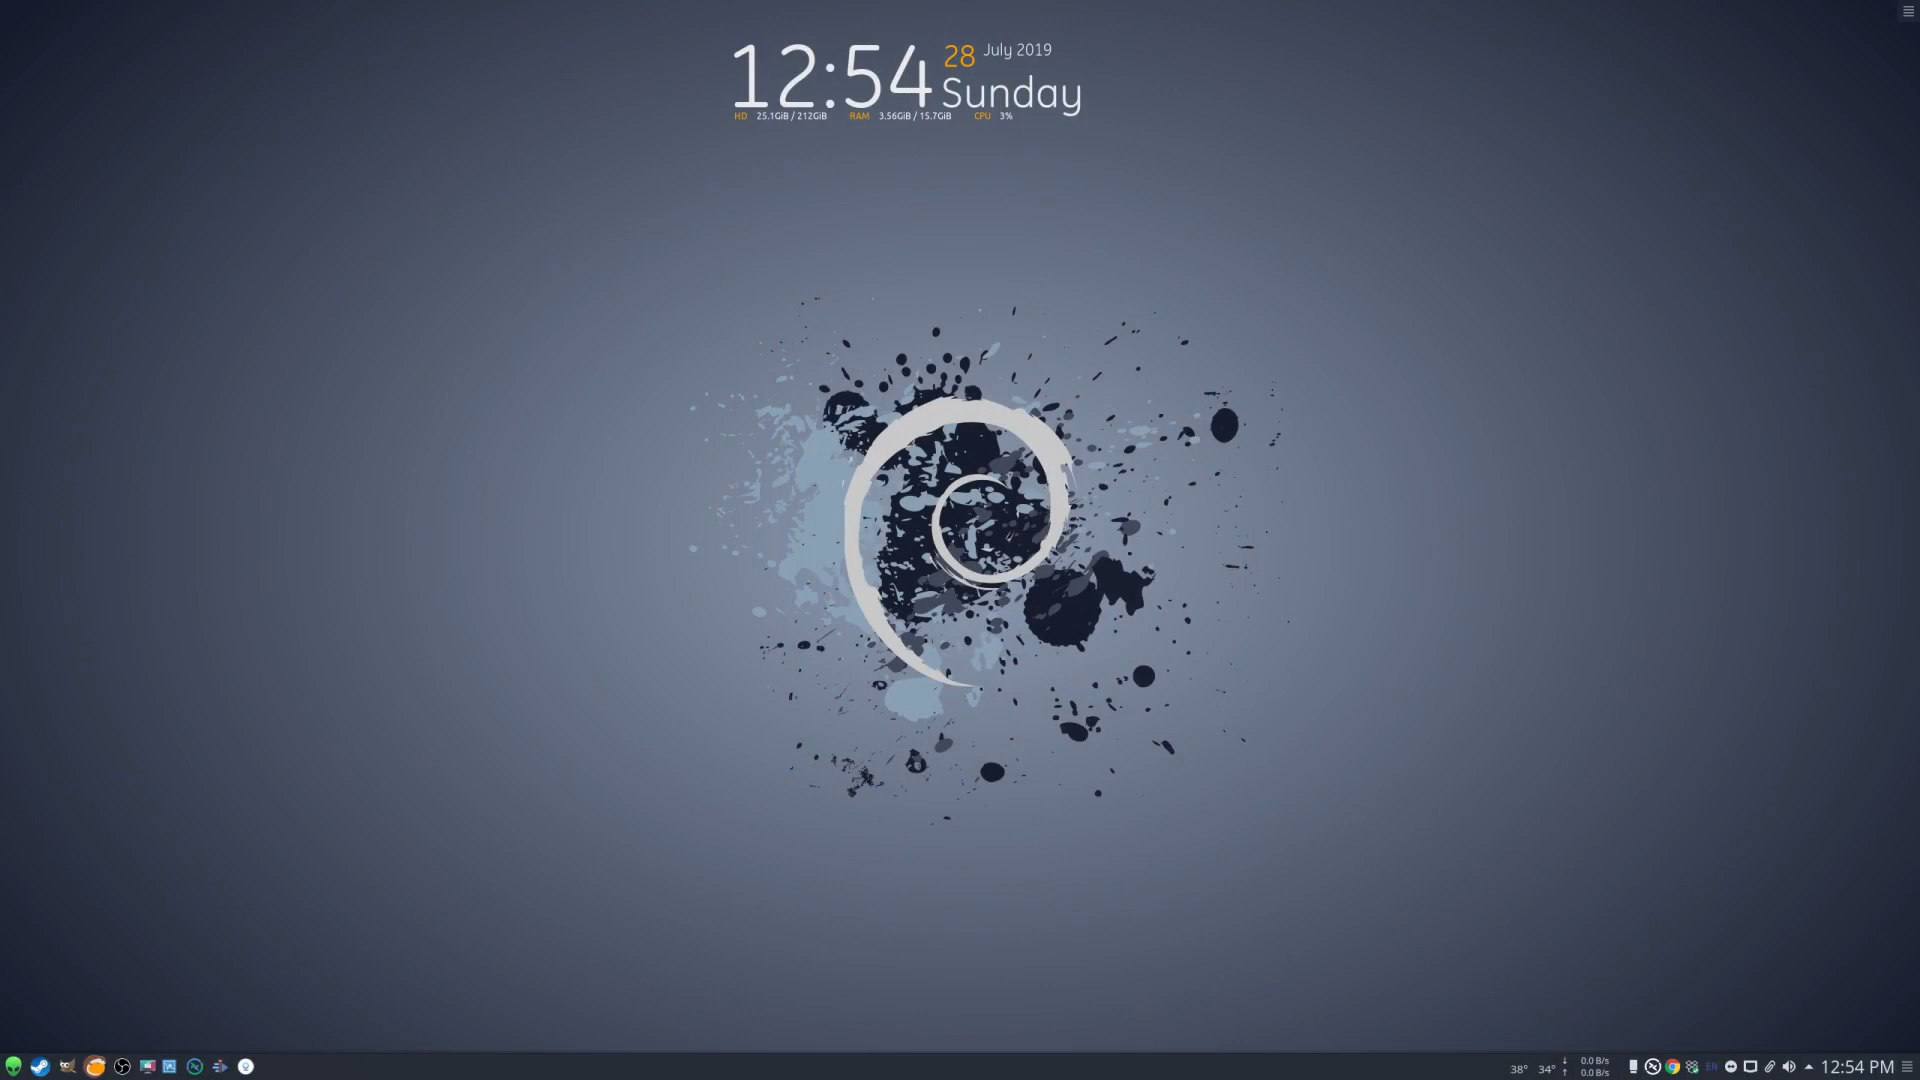 12:54 28 July 2019
Sunday
HD 25.1GiB / 212GiB RAM 3.56GiB / 15.7GiB CPU 3%
38° 34° ↓ 0.0 B/s
↑ 0.0 B/s
EN
12:54 PM